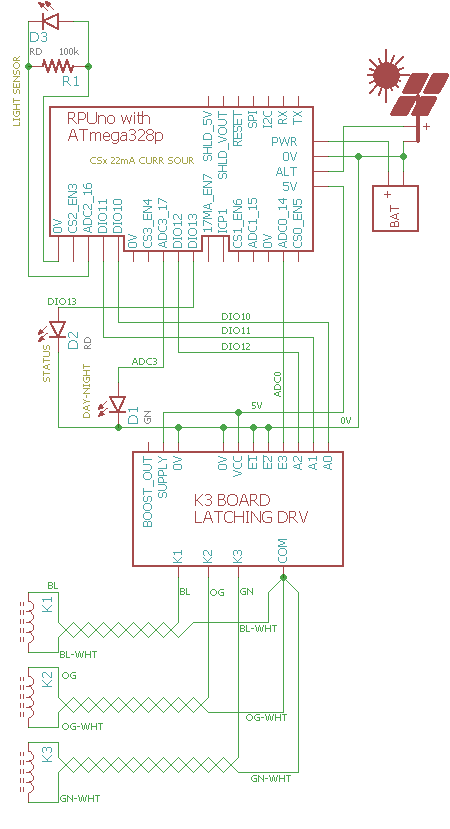 D3
RD 100k
R1
LIGHT SENSOR
RPUno with
ATmega328p
CSx 22mA CURR SOUR
SHLD_5V
SHLD_VOUT
RESET
SPI
I2C
RX
TX
PWR
0V
ALT
5V
+
+
BAT
0V
CS2_EN3
ADC2_16
DIO11
DIO10
0V
CS3_EN4
ADC3_17
DIO12
DIO13
17MA_EN7
ICP1
CS1_EN6
ADC1_15
0V
ADC0_14
CS0_EN5
DIO13
DIO10
DIO11
DIO12
D2
RD
STATUS
ADC3
ADC0
DAY-NIGHT
D1
GN
5V
0V
BOOST_OUT
SUPPLY
0V
0V
VCC
E1
E2
E3
A2
A1
A0
K3 BOARD
LATCHING DRV
K1
K2
K3
COM
BL
OG
GN
BL
K1
BL-WHT
BL-WHT
OG
K2
OG-WHT
OG-WHT
K3
GN-WHT
GN-WHT